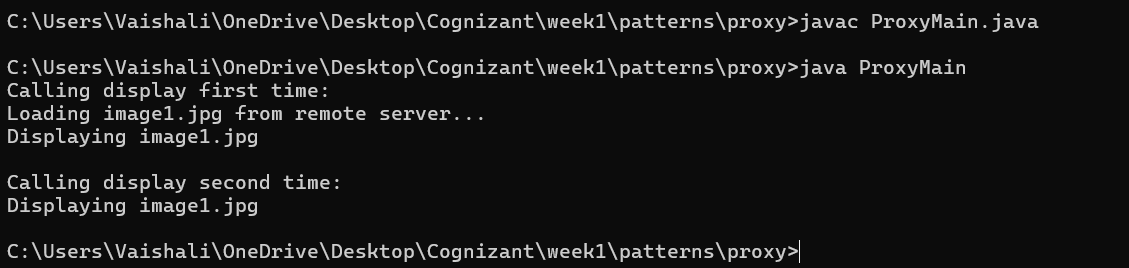 C:\Users\Vaishali\OneDrive\Desktop\Cognizant\week1\patterns\proxy>javac ProxyMain.java
C:\Users\Vaishali\OneDrive\Desktop\Cognizant\week1\patterns\proxy>java ProxyMain
Calling display first time:
Loading image1.jpg from remote server...
Displaying image1.jpg
Calling display second time:
Displaying image1.jpg
C:\Users\Vaishali\OneDrive\Desktop\Cognizant\week1\patterns\proxy>